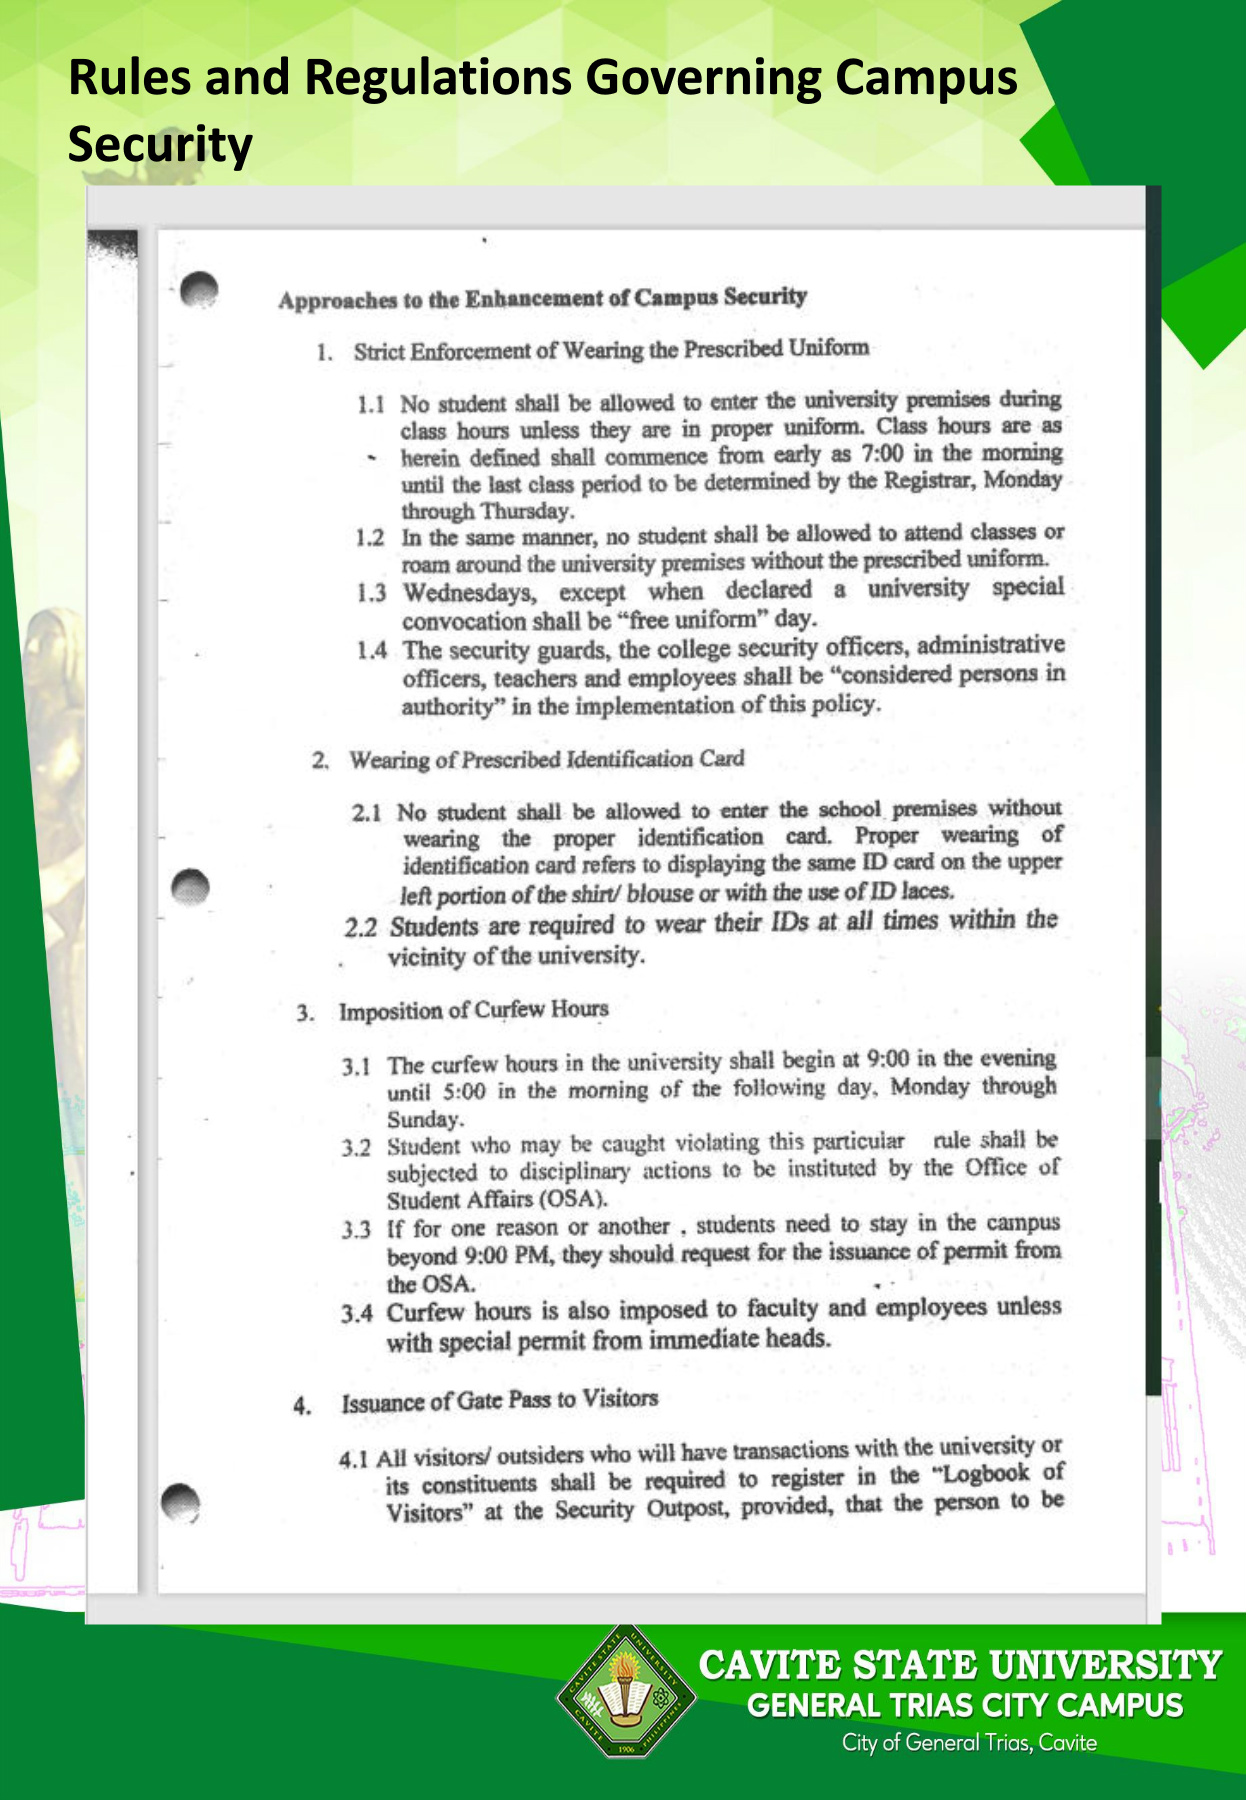 Rules and Regulations Governing Campus
Security
Approaches to the Enhancement of Campus Security
1. Strict Enforcement of Wearing the Prescribed Uniform
1.1 No student shall be allowed to enter the university premises during
class hours unless they are in proper uniform. Class hours are as
herein defined shall commence from early as 7:00 in the morning
until the last class period to be determined by the Registrar, Monday
through Thursday.
1.2 In the same manner, no student shall be allowed to attend classes or
roam around the university premises without the prescribed uniform.
1.3 Wednesdays, except when declared a university special
convocation shall be “free uniform” day.
1.4 The security guards, the college security officers, administrative
officers, teachers and employees shall be “considered persons in
authority” in the implementation of this policy.
2. Wearing of Prescribed Identification Card
2.1 No student shall be allowed to enter the school premises without
wearing the proper identification card. Proper wearing of
identification card refers to displaying the same ID card on the upper
left portion of the shirt/ blouse or with the use of ID laces.
2.2 Students are required to wear their IDs at all times within the
vicinity of the university.
3. Imposition of Curfew Hours
3.1 The curfew hours in the university shall begin at 9:00 in the evening
until 5:00 in the morning of the following day, Monday through
Sunday.
3.2 Student who may be caught violating this particular rule shall be
subjected to disciplinary actions to be instituted by the Office of
Student Affairs (OSA).
3.3 If for one reason or another , students need to stay in the campus
beyond 9:00 PM, they should request for the issuance of permit from
the OSA.
3.4 Curfew hours is also imposed to faculty and employees unless
with special permit from immediate heads.
4. Issuance of Gate Pass to Visitors
4.1 All visitors/ outsiders who will have transactions with the university or
its constituents shall be required to register in the “Logbook of
Visitors” at the Security Outpost, provided, that the person to be
CAVITE STATE UNIVERSITY
CAVITE
PHILIPPINES
1906
CAVITE STATE UNIVERSITY
GENERAL TRIAS CITY CAMPUS
City of General Trias, Cavite